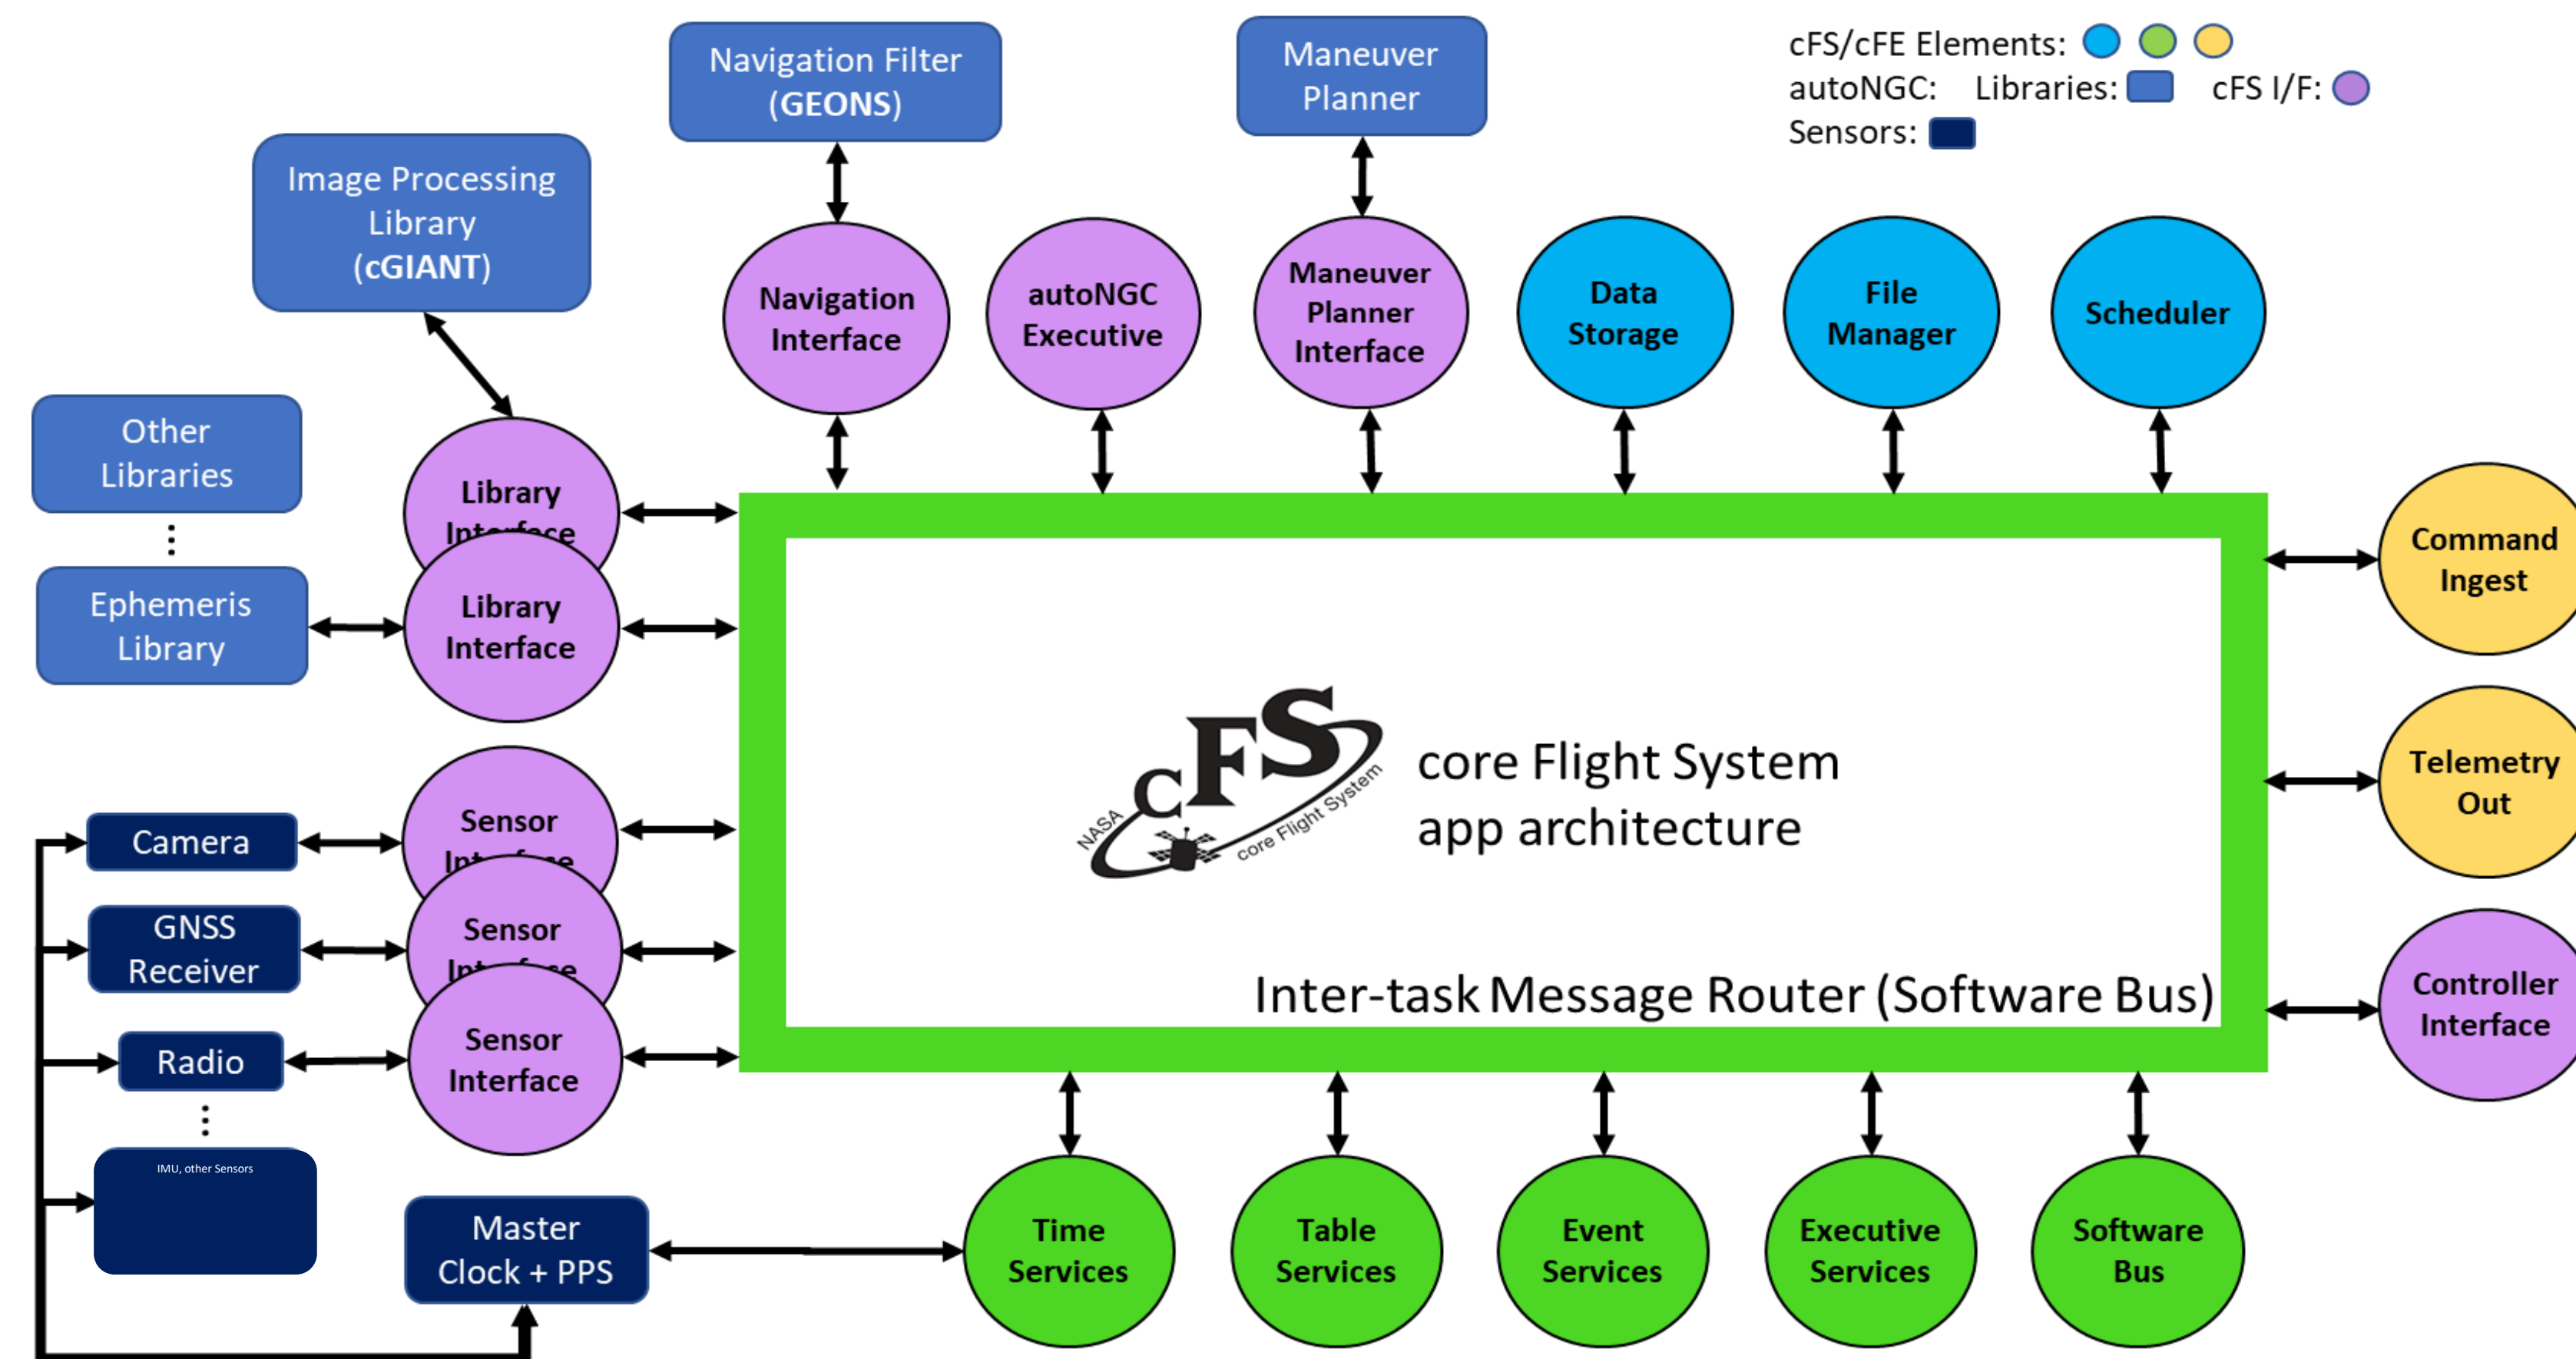 Navigation Filter
(GEONS)
Maneuver
Planner
cFS/cFE Elements:
autoNGC: Libraries: cFS I/F:
Sensors:
Image Processing
Library
(cGIANT)
Navigation
Interface
autoNGC
Executive
Maneuver
Planner
Interface
Data
Storage
File
Manager
Scheduler
Other
Libraries
Library
Interface
Ephemeris
Library
Library
Interface
Command
Ingest
Telemetry
Out
Controller
Interface
NASA
cFS
core Flight System
core Flight System
app architecture
Inter-task Message Router (Software Bus)
Camera
Sensor
Interface
GNSS
Receiver
Sensor
Interface
Radio
Sensor
Interface
IMU, other Sensors
Master
Clock + PPS
Time
Services
Table
Services
Event
Services
Executive
Services
Software
Bus